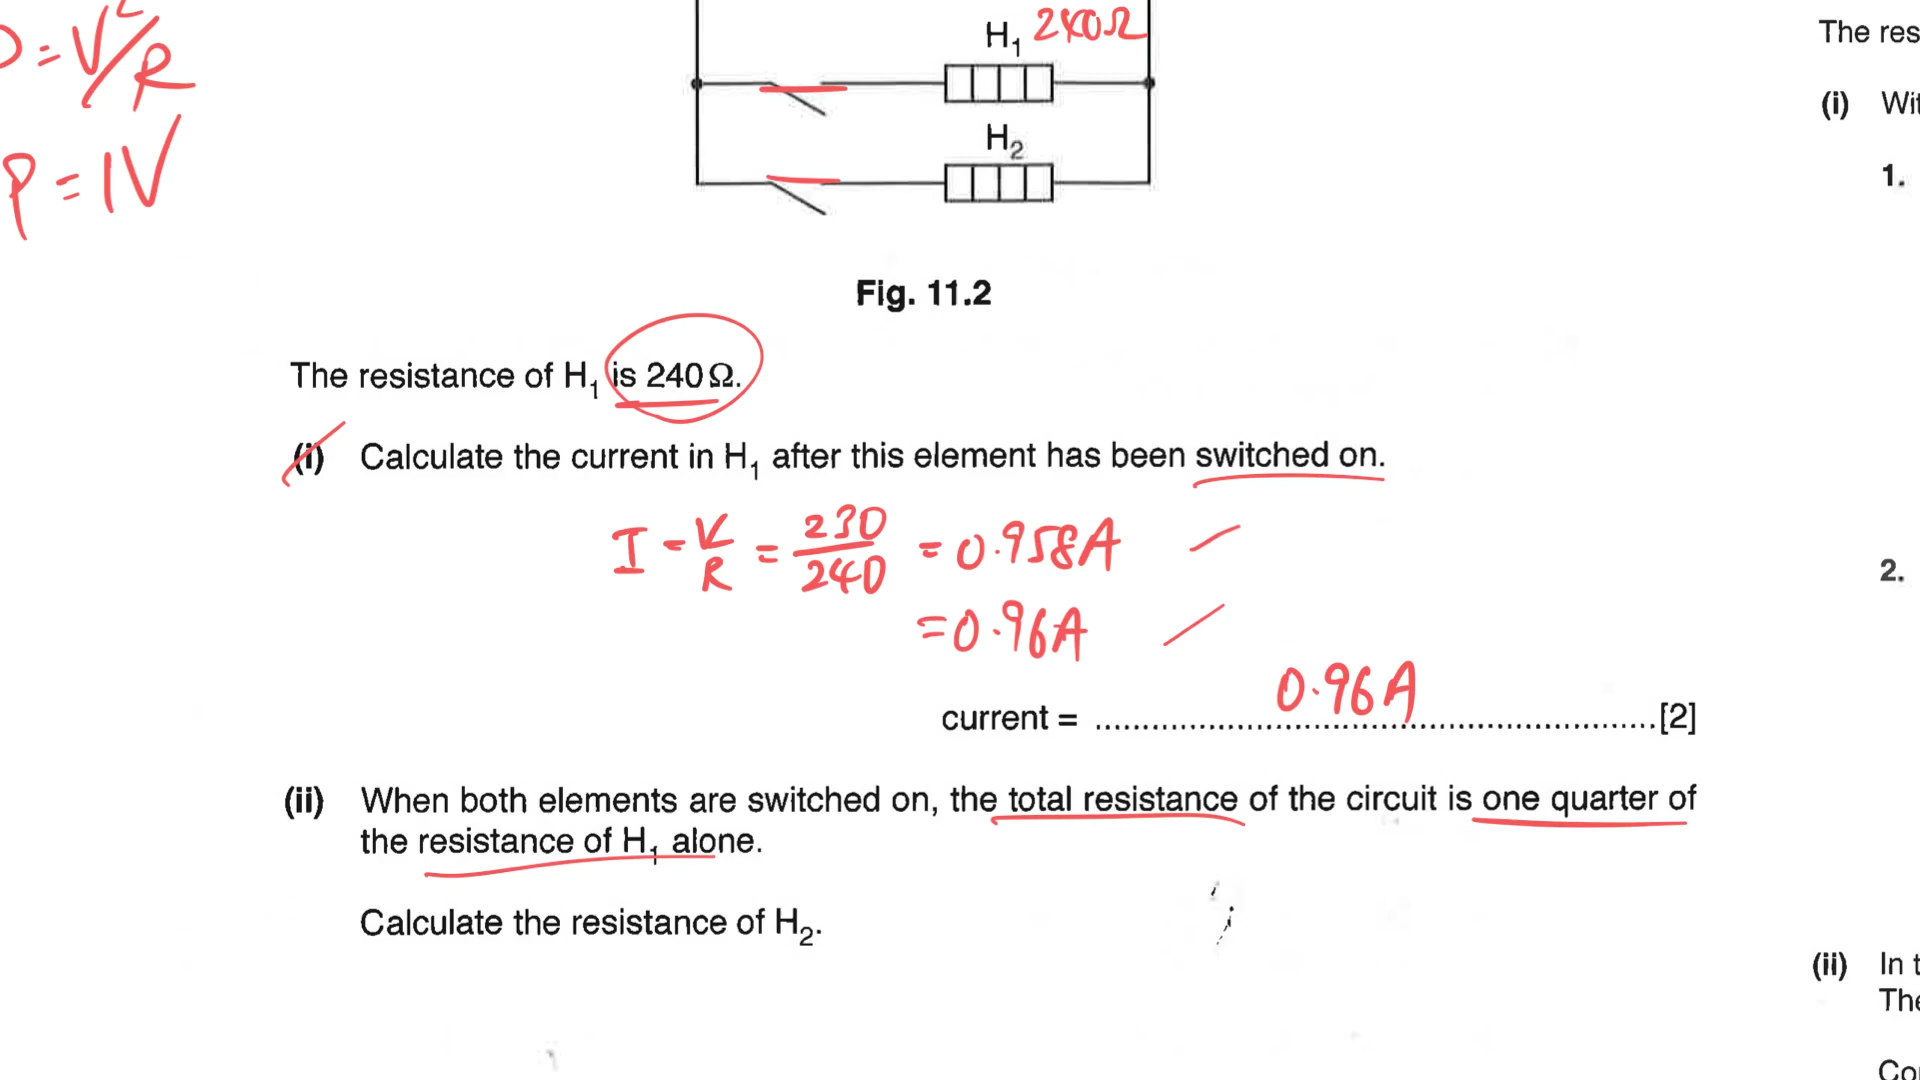 = V²/R
P = IV
H₁ 240Ω
H₂
Fig. 11.2
The resistance of H₁ is 240 Ω.
(i) Calculate the current in H₁ after this element has been switched on.
I = V/R = 230/240 = 0.958A
= 0.96A
0.96A
current = ............................................................[2]
(ii) When both elements are switched on, the total resistance of the circuit is one quarter of
the resistance of H₁ alone.
Calculate the resistance of H₂.
The res
(i) Wit
1.
2.
(ii) In t
The
Co